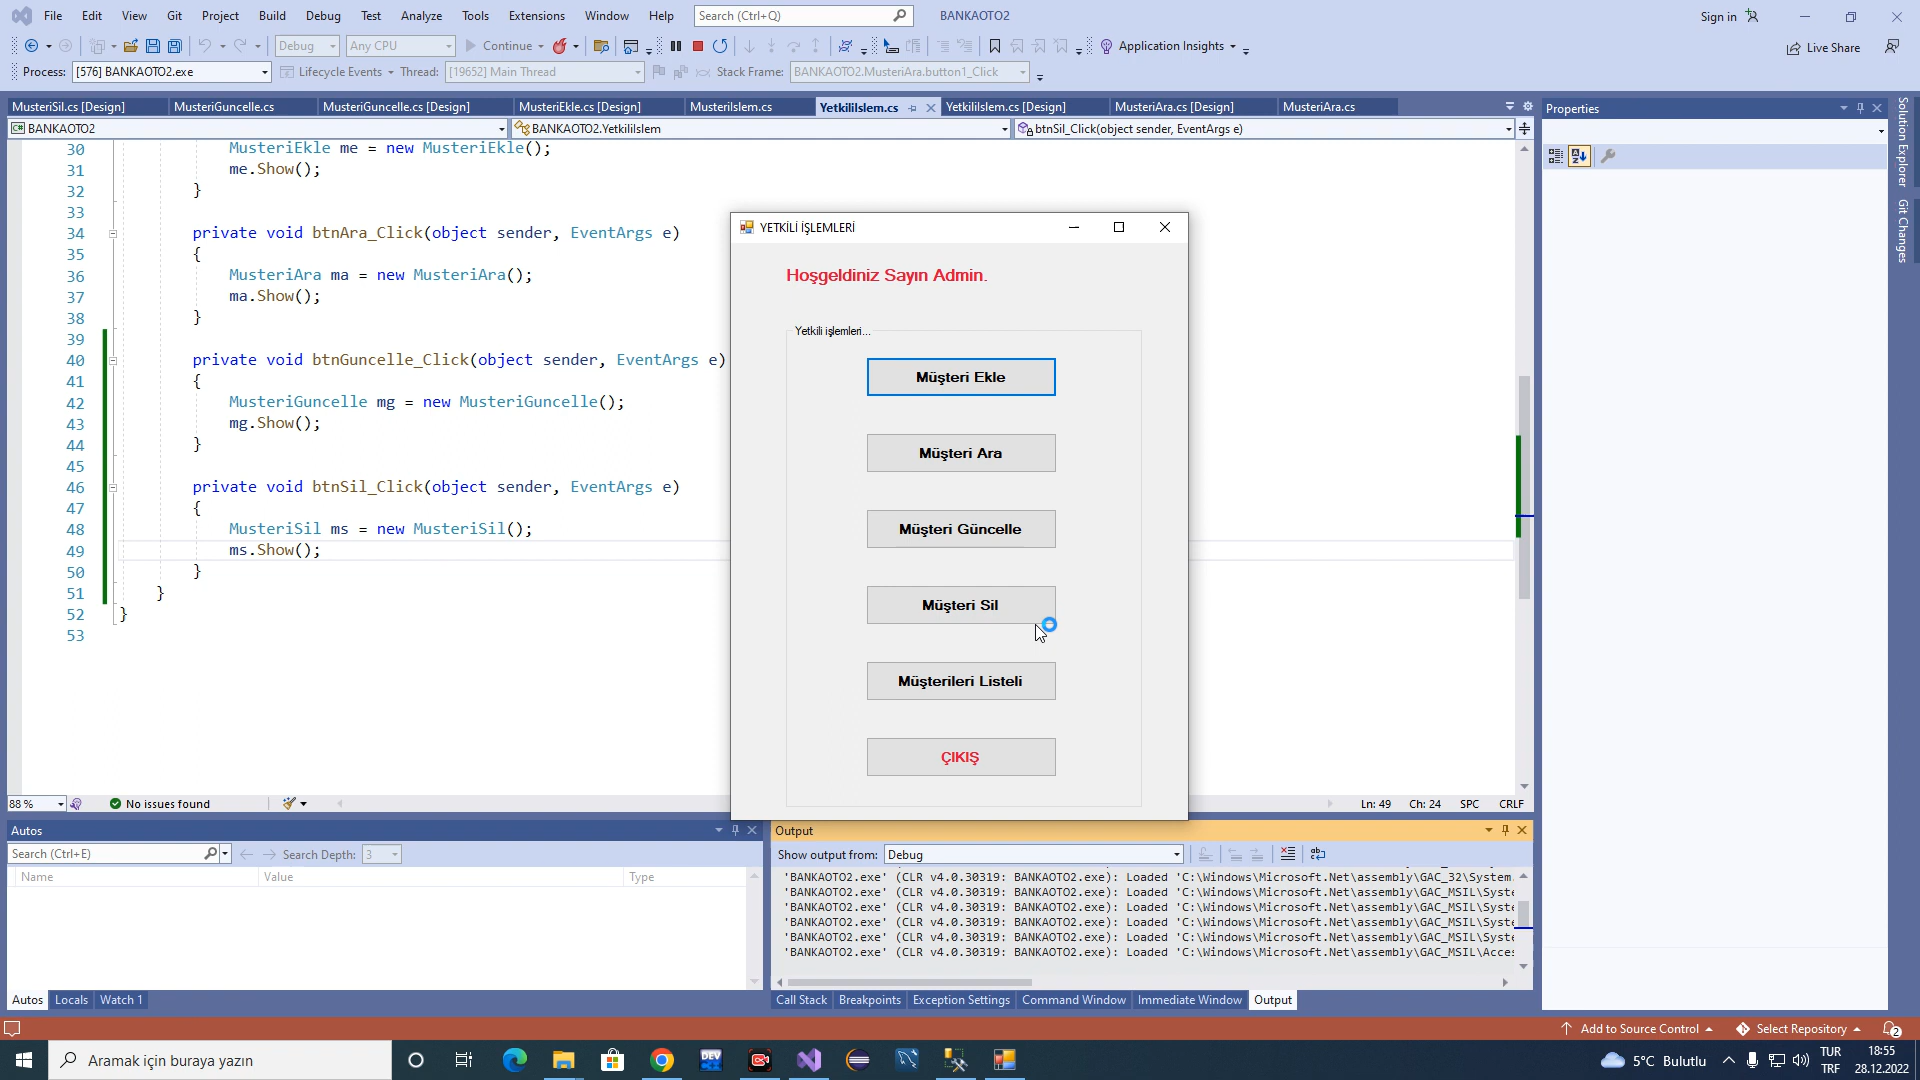 File Edit View Git Project Build Debug Test Analyze Tools Extensions Window Help Search (Ctrl+Q) BANKAOTO2 Sign in
Debug Any CPU Continue Application Insights Live Share
Process: [576] BANKAOTO2.exe Lifecycle Events Thread: [19652] Main Thread Stack Frame: BANKAOTO2.MusteriAra.button1_Click
MusteriSil.cs [Design] MusteriGuncelle.cs MusteriGuncelle.cs [Design] MusteriEkle.cs [Design] MusteriIslem.cs YetkiliIslem.cs YetkiliIslem.cs [Design] MusteriAra.cs [Design] MusteriAra.cs Properties
BANKAOTO2 BANKAOTO2.YetkiliIslem btnSil_Click(object sender, EventArgs e)
Solution Explorer
Git Changes
30 MusteriEkle me = new MusteriEkle();
31 me.Show();
32 }
33
34 private void btnAra_Click(object sender, EventArgs e)
35 {
36 MusteriAra ma = new MusteriAra();
37 ma.Show();
38 }
39
40 private void btnGuncelle_Click(object sender, EventArgs e)
41 {
42 MusteriGuncelle mg = new MusteriGuncelle();
43 mg.Show();
44 }
45
46 private void btnSil_Click(object sender, EventArgs e)
47 {
48 MusteriSil ms = new MusteriSil();
49 ms.Show();
50 }
51 }
52 }
53
YETKİLİ İŞLEMLERİ
Hoşgeldiniz Sayın Admin.
Yetkili işlemleri...
Müşteri Ekle
Müşteri Ara
Müşteri Güncelle
Müşteri Sil
Müşterileri Listeli
ÇIKIŞ
88 % No issues found Ln: 49 Ch: 24 SPC CRLF
Autos
Search (Ctrl+E) Search Depth: 3
Name Value Type
Autos Locals Watch 1
Output
Show output from: Debug
'BANKAOTO2.exe' (CLR v4.0.30319: BANKAOTO2.exe): Loaded 'C:\Windows\Microsoft.Net\assembly\GAC_32\System.
'BANKAOTO2.exe' (CLR v4.0.30319: BANKAOTO2.exe): Loaded 'C:\Windows\Microsoft.Net\assembly\GAC_MSIL\Syste
'BANKAOTO2.exe' (CLR v4.0.30319: BANKAOTO2.exe): Loaded 'C:\Windows\Microsoft.Net\assembly\GAC_MSIL\Syste
'BANKAOTO2.exe' (CLR v4.0.30319: BANKAOTO2.exe): Loaded 'C:\Windows\Microsoft.Net\assembly\GAC_MSIL\Syste
'BANKAOTO2.exe' (CLR v4.0.30319: BANKAOTO2.exe): Loaded 'C:\Windows\Microsoft.Net\assembly\GAC_MSIL\Syste
'BANKAOTO2.exe' (CLR v4.0.30319: BANKAOTO2.exe): Loaded 'C:\Windows\Microsoft.Net\assembly\GAC_MSIL\Acces
Call Stack Breakpoints Exception Settings Command Window Immediate Window Output
Add to Source Control Select Repository 2
Aramak için buraya yazın DEV 5°C Bulutlu TUR 18:55
TRF 28.12.2022